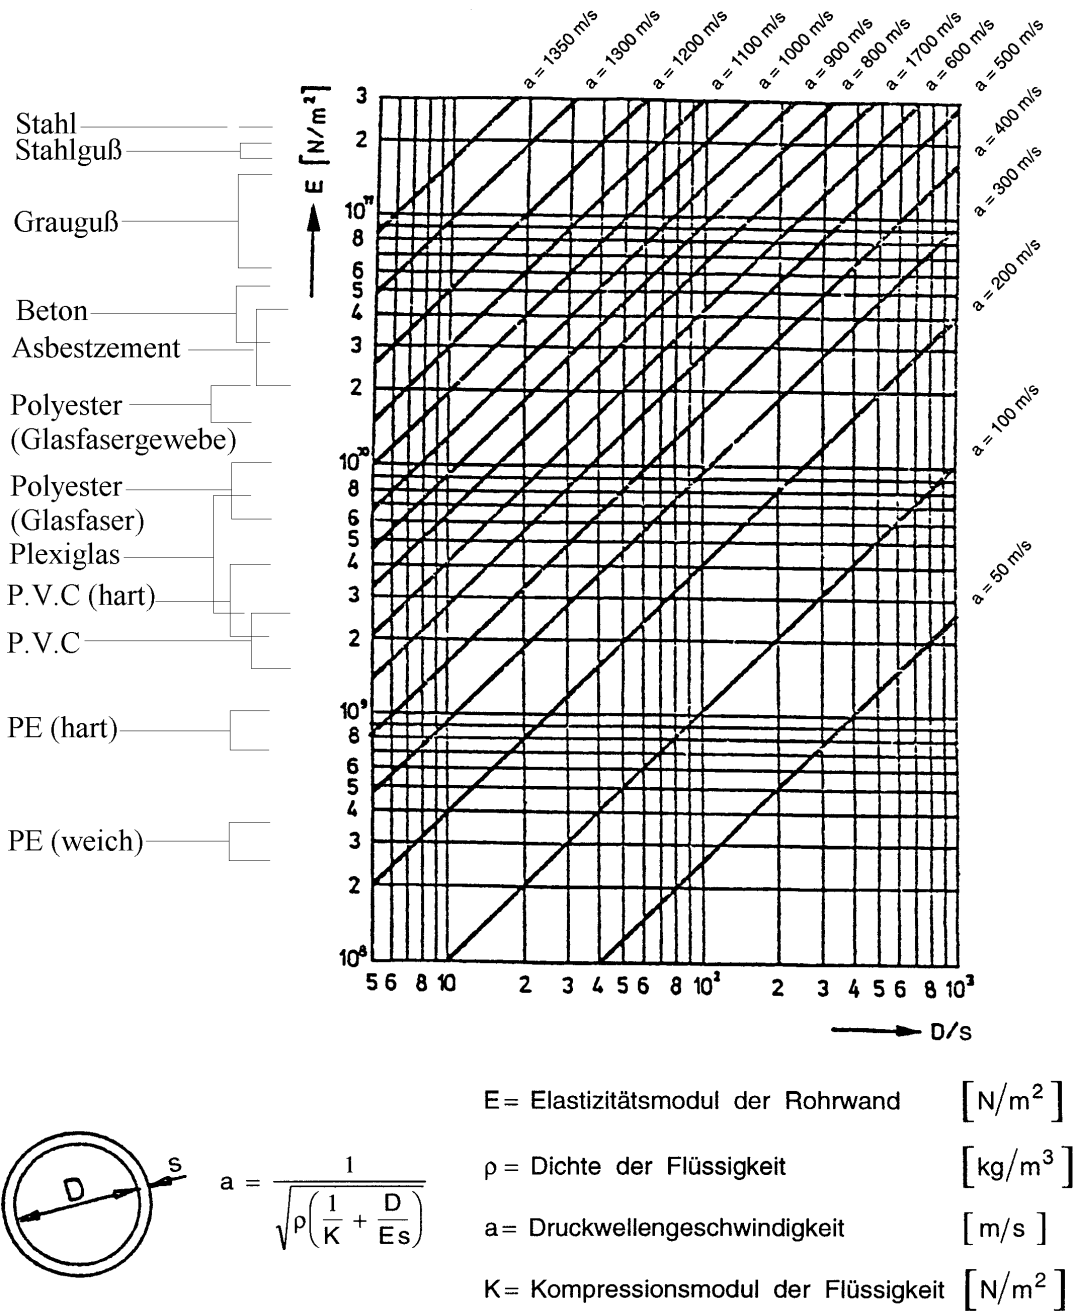 a = 1350 m/s
a = 1300 m/s
a = 1200 m/s
a = 1100 m/s
a = 1000 m/s
a = 900 m/s
a = 800 m/s
a = 1700 m/s
a = 600 m/s
a = 500 m/s
a = 400 m/s
a = 300 m/s
a = 200 m/s
a = 100 m/s
a = 50 m/s
E [N/m²]
Stahl
Stahlguß
Grauguß
Beton
Asbestzement
Polyester
(Glasfasergewebe)
Polyester
(Glasfaser)
Plexiglas
P.V.C (hart)
P.V.C
PE (hart)
PE (weich)
3
2
10¹¹
8
6
5
4
3
2
10¹⁰
8
6
5
4
3
2
10⁹
8
6
5
4
3
2
10⁸
5 6 8 10 2 3 4 5 6 8 10² 2 3 4 5 6 8 10³
D/s
E = Elastizitätsmodul der Rohrwand [N/m²]
ρ = Dichte der Flüssigkeit [kg/m³]
a = Druckwellengeschwindigkeit [m/s]
K = Kompressionsmodul der Flüssigkeit [N/m²]
D
s
a = 1 / √(ρ(1/K + D/Es))